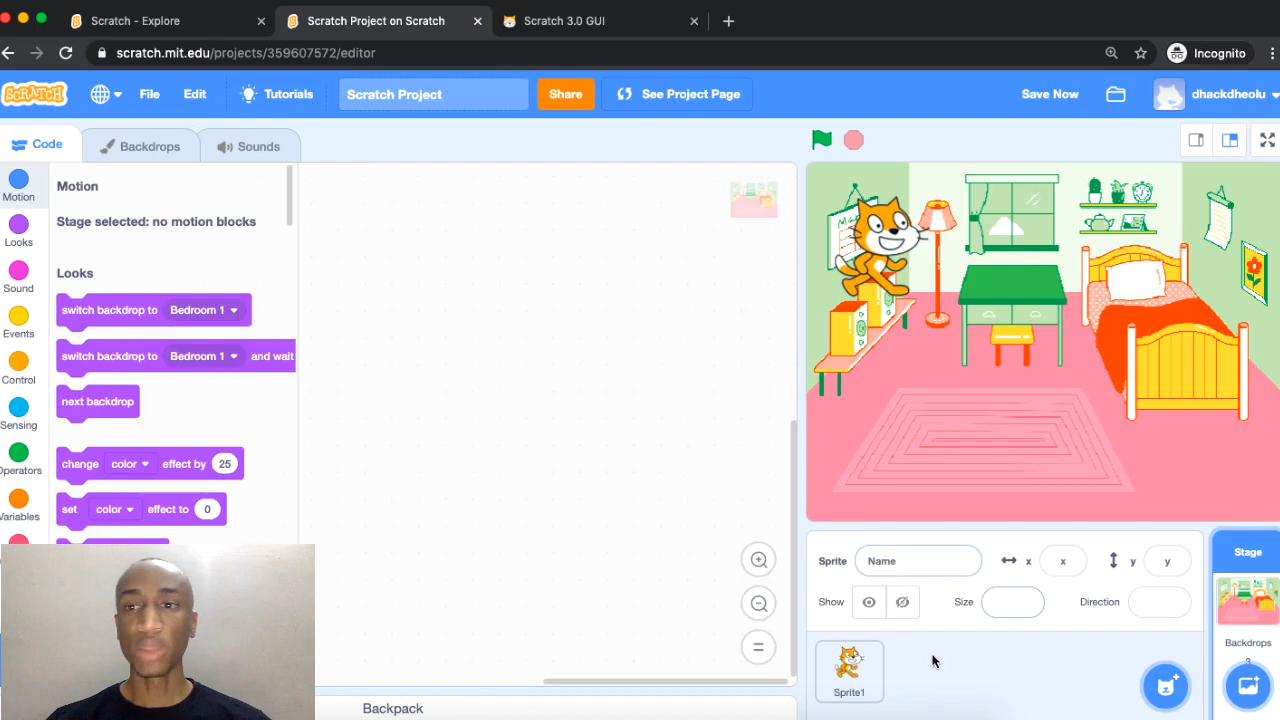 Scratch - Explore
Scratch Project on Scratch
Scratch 3.0 GUI
scratch.mit.edu/projects/359607572/editor
Incognito
SCRATCH
File
Edit
Tutorials
Scratch Project
Share
See Project Page
Save Now
dhackdheolu
Code
Backdrops
Sounds
Motion
Looks
Sound
Events
Control
Sensing
Operators
Variables
Motion
Stage selected: no motion blocks
Looks
switch backdrop to Bedroom 1
switch backdrop to Bedroom 1 and wait
next backdrop
change color effect by 25
set color effect to 0
Sprite Name x x y y
Show Size Direction
Sprite1
Stage
Backdrops
Backpack